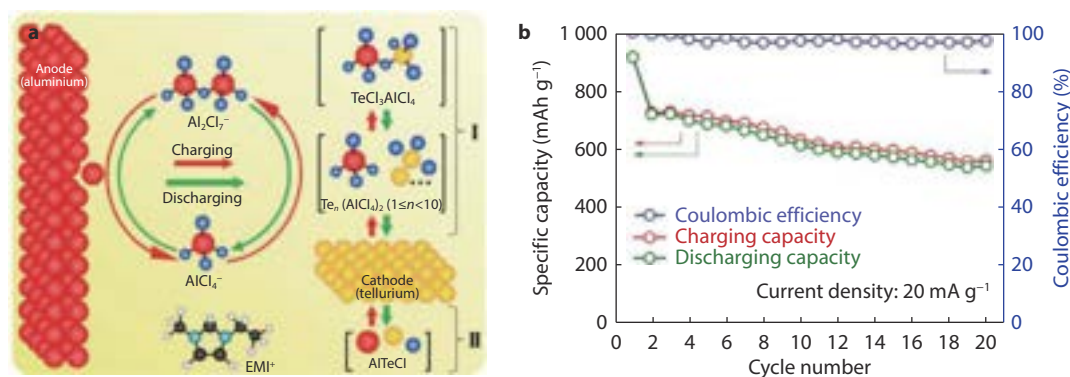 a
Anode
(aluminium)
Al₂Cl₇⁻
Charging
Discharging
AlCl₄⁻
EMI⁺
TeCl₃AlCl₄
Teₙ (AlCl₄)₂ (1≤n<10)
Cathode
(tellurium)
AlTeCl
I
II
b
Specific capacity (mAh g⁻¹)
1 000
800
600
400
200
0
Coulombic efficiency
Charging capacity
Discharging capacity
Current density: 20 mA g⁻¹
0 2 4 6 8 10 12 14 16 18 20
Cycle number
100
80
60
40
20
0
Coulombic efficiency (%)